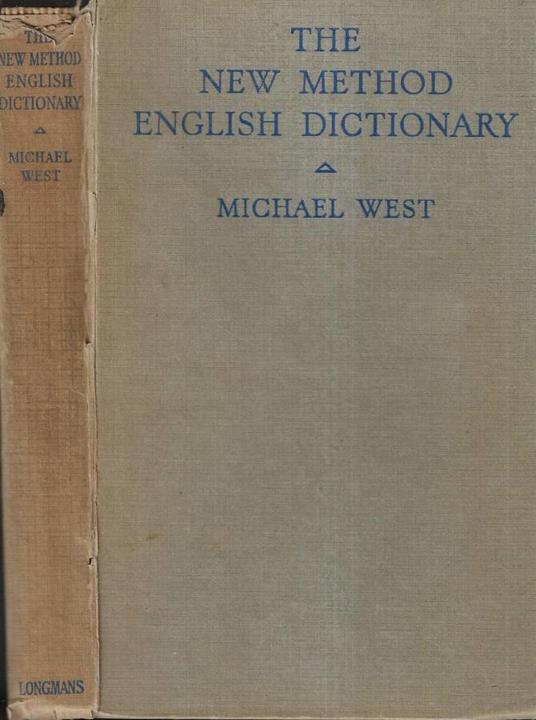 THE
NEW METHOD
ENGLISH
DICTIONARY
MICHAEL
WEST
LONGMANS
THE
NEW METHOD
ENGLISH DICTIONARY
MICHAEL WEST